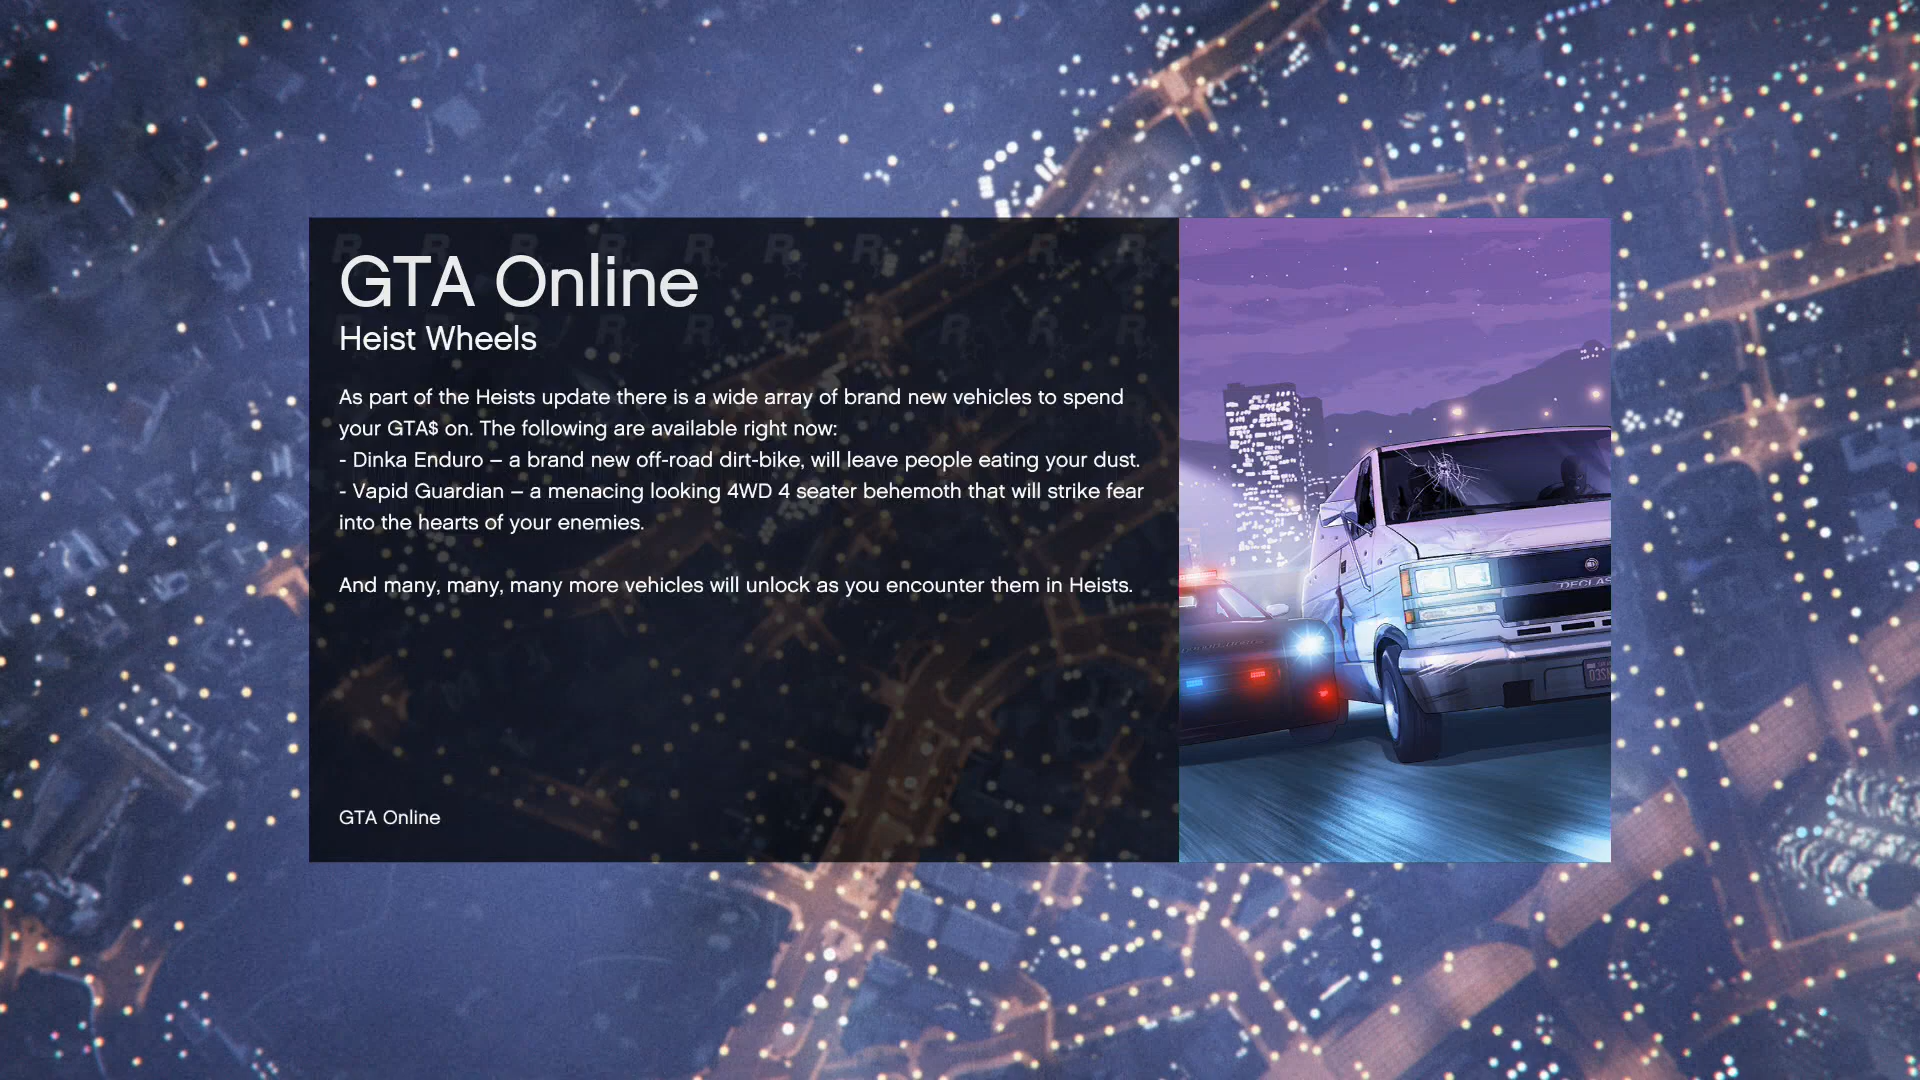 GTA Online
Heist Wheels
As part of the Heists update there is a wide array of brand new vehicles to spend
your GTA$ on. The following are available right now:
- Dinka Enduro – a brand new off-road dirt-bike, will leave people eating your dust.
- Vapid Guardian – a menacing looking 4WD 4 seater behemoth that will strike fear
into the hearts of your enemies.
And many, many, many more vehicles will unlock as you encounter them in Heists.
GTA Online